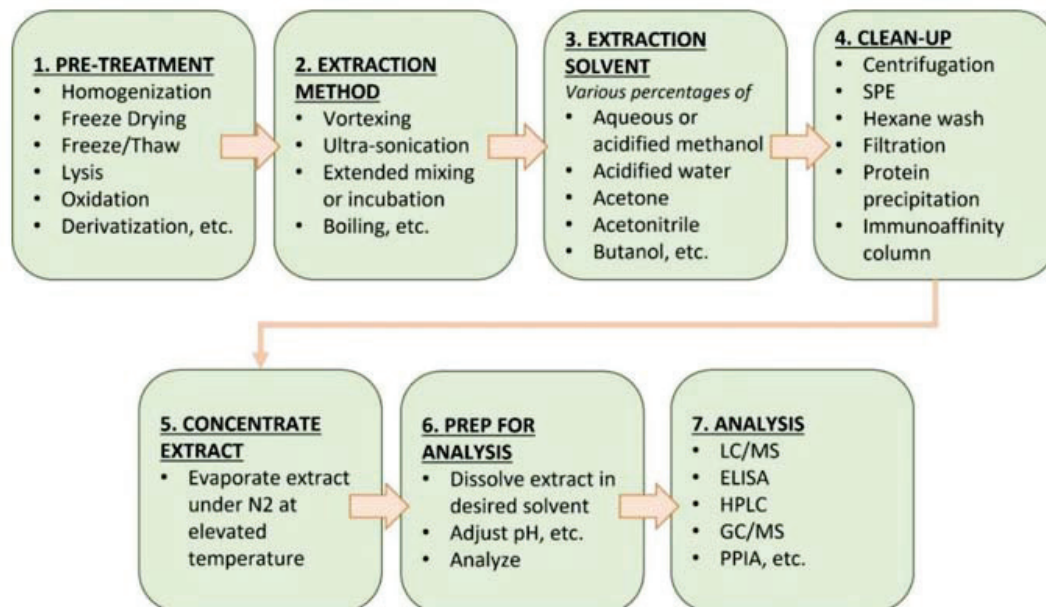 1. PRE-TREATMENT
• Homogenization
• Freeze Drying
• Freeze/Thaw
• Lysis
• Oxidation
• Derivatization, etc.
2. EXTRACTION
METHOD
• Vortexing
• Ultra-sonication
• Extended mixing
or incubation
• Boiling, etc.
3. EXTRACTION
SOLVENT
Various percentages of
• Aqueous or
acidified methanol
• Acidified water
• Acetone
• Acetonitrile
• Butanol, etc.
4. CLEAN-UP
• Centrifugation
• SPE
• Hexane wash
• Filtration
• Protein
precipitation
• Immunoaffinity
column
5. CONCENTRATE
EXTRACT
• Evaporate extract
under N2 at
elevated
temperature
6. PREP FOR
ANALYSIS
• Dissolve extract in
desired solvent
• Adjust pH, etc.
• Analyze
7. ANALYSIS
• LC/MS
• ELISA
• HPLC
• GC/MS
• PPIA, etc.